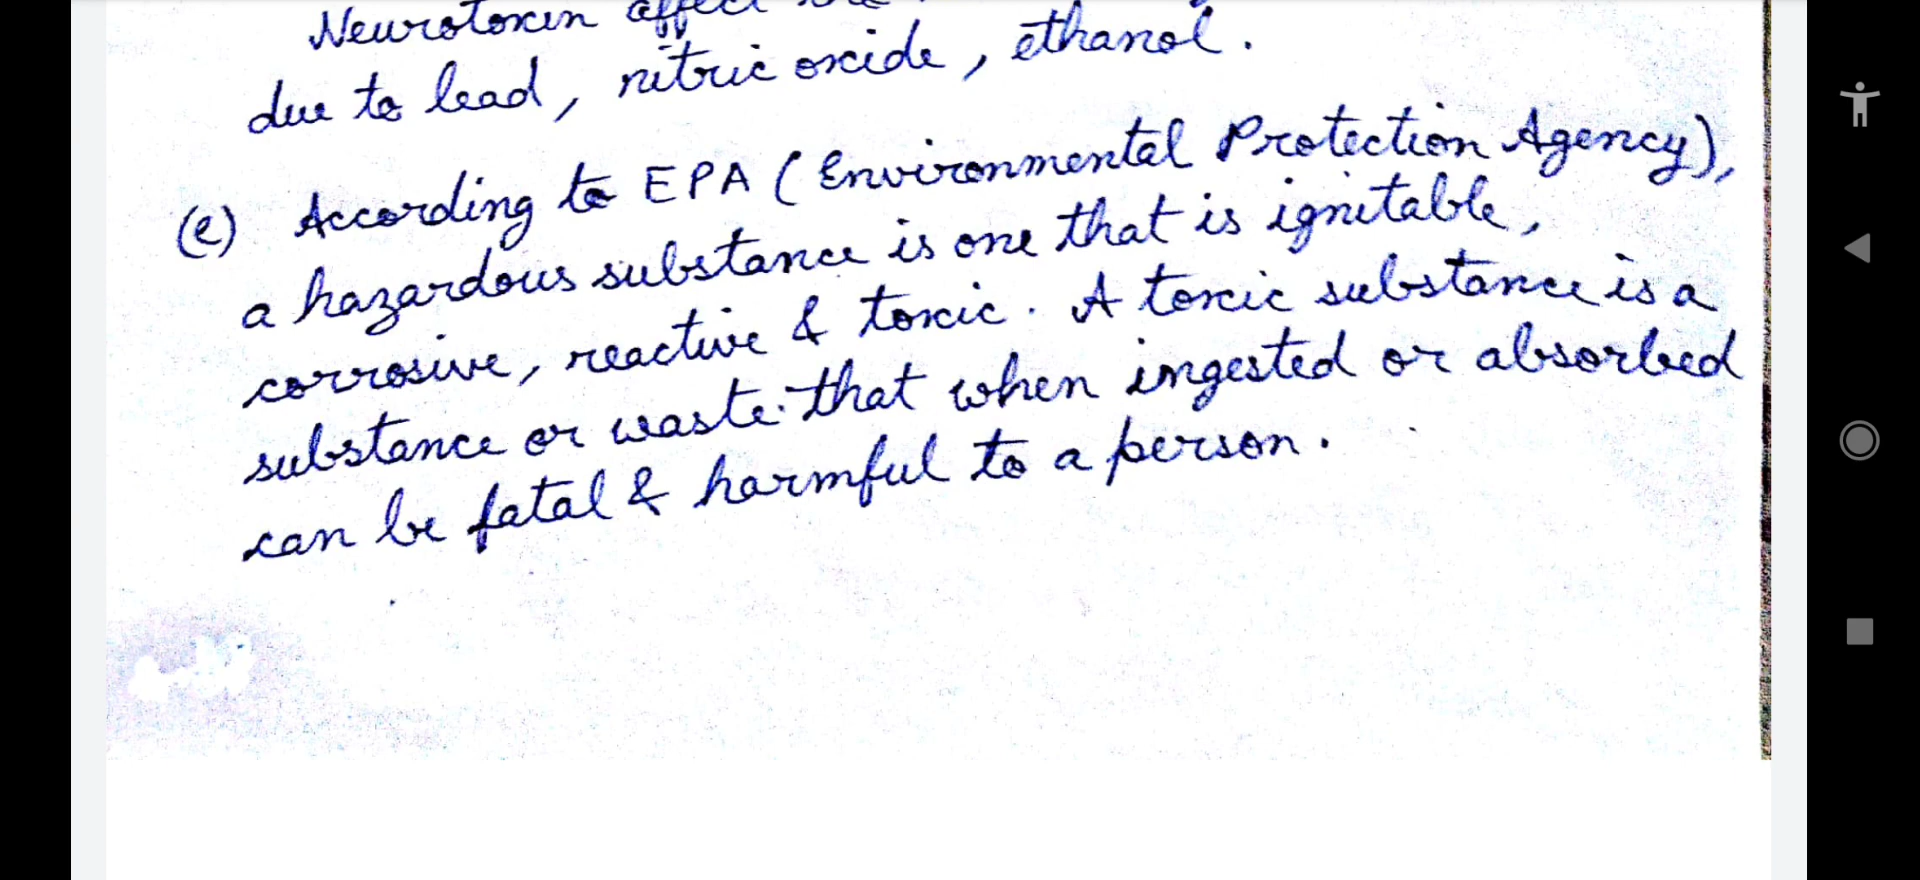 Neurotoxin affect
due to lead, nitric oxide, ethanol.
(e) According to EPA (Environmental Protection Agency),
a hazardous substance is one that is ignitable,
corrosive, reactive & toxic. A toxic substance is a
substance or waste that when ingested or absorbed
can be fatal & harmful to a person.